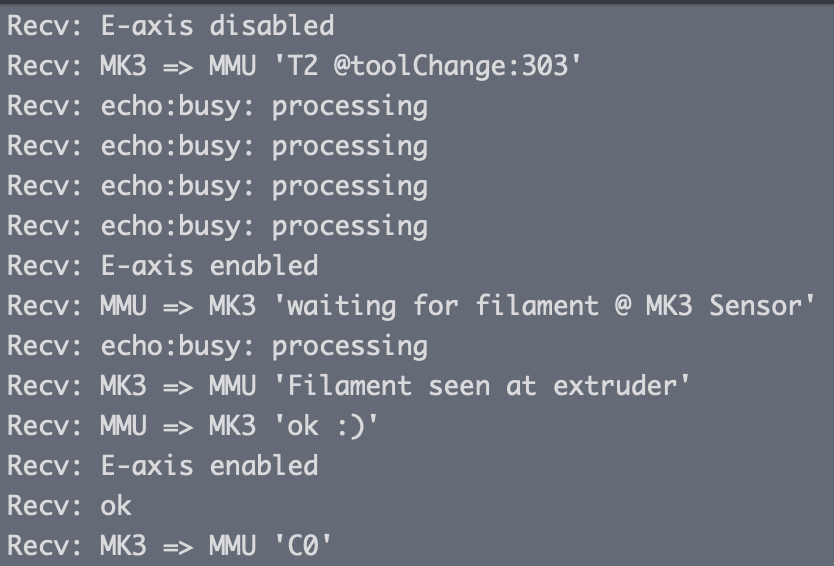 Recv: E-axis disabled
Recv: MK3 => MMU 'T2 @toolChange:303'
Recv: echo:busy: processing
Recv: echo:busy: processing
Recv: echo:busy: processing
Recv: echo:busy: processing
Recv: E-axis enabled
Recv: MMU => MK3 'waiting for filament @ MK3 Sensor'
Recv: echo:busy: processing
Recv: MK3 => MMU 'Filament seen at extruder'
Recv: MMU => MK3 'ok :)'
Recv: E-axis enabled
Recv: ok
Recv: MK3 => MMU 'C0'